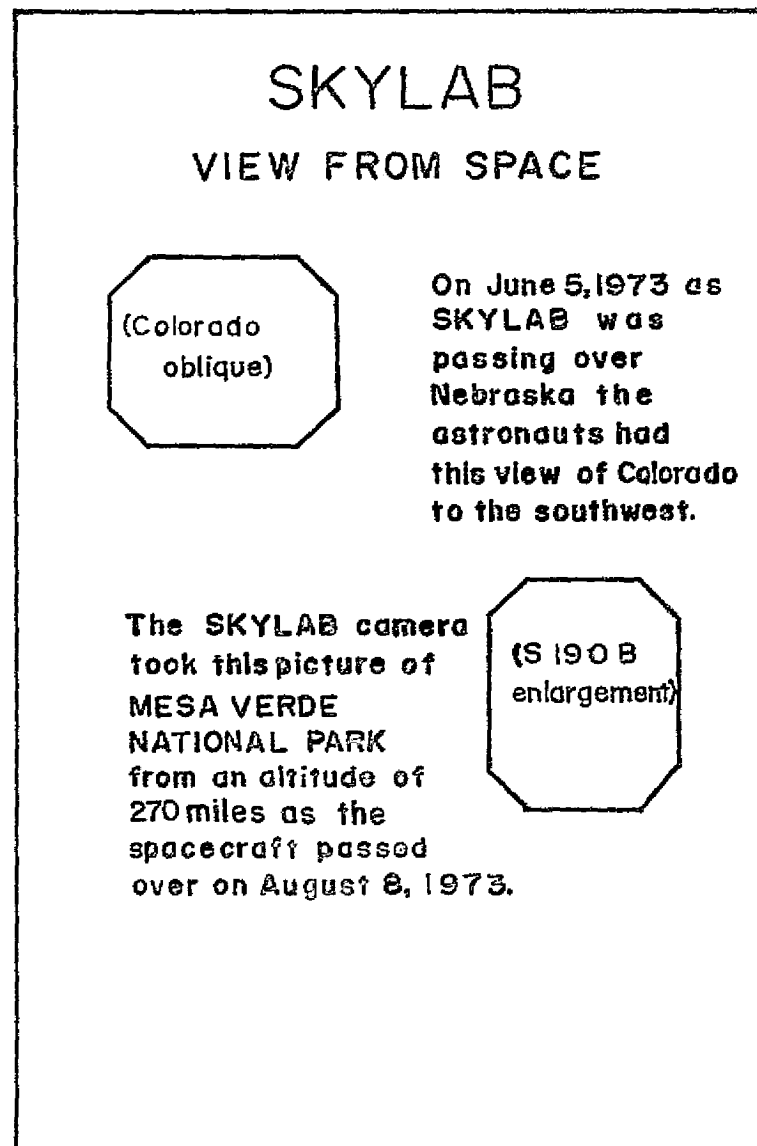 SKYLAB
VIEW FROM SPACE
(Colorado
oblique)
On June 5, 1973 as
SKYLAB was
passing over
Nebraska the
astronauts had
this view of Colorado
to the southwest.
The SKYLAB camera
took this picture of
MESA VERDE
NATIONAL PARK
from an altitude of
270 miles as the
spacecraft passed
over on August 8, 1973.
(S 190 B
enlargement)